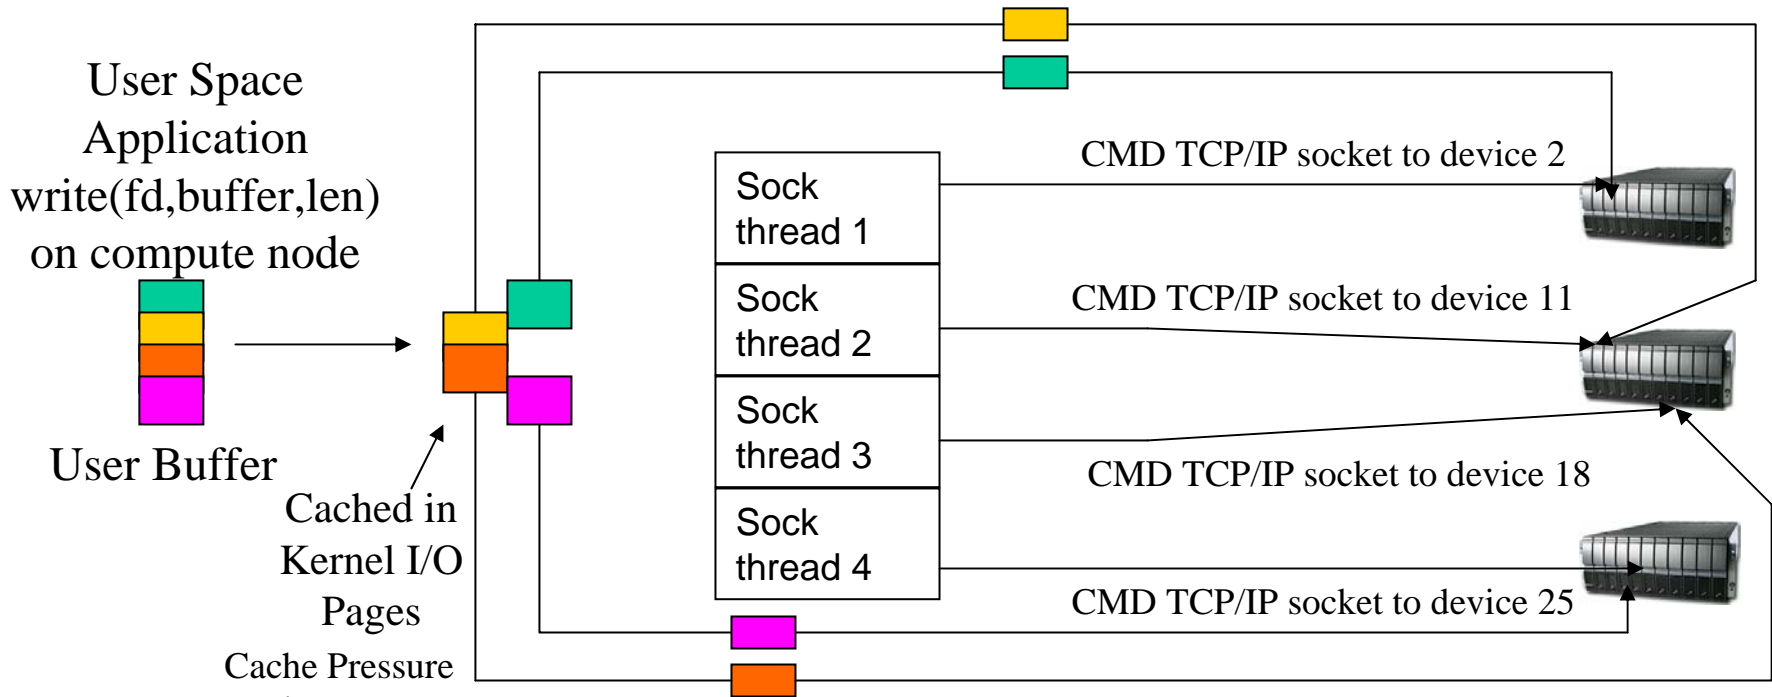 User Space
Application
write(fd,buffer,len)
on compute node
User Buffer
Cached in
Kernel I/O
Pages
Cache Pressure
Sock
thread 1
Sock
thread 2
Sock
thread 3
Sock
thread 4
CMD TCP/IP socket to device 2
CMD TCP/IP socket to device 11
CMD TCP/IP socket to device 18
CMD TCP/IP socket to device 25